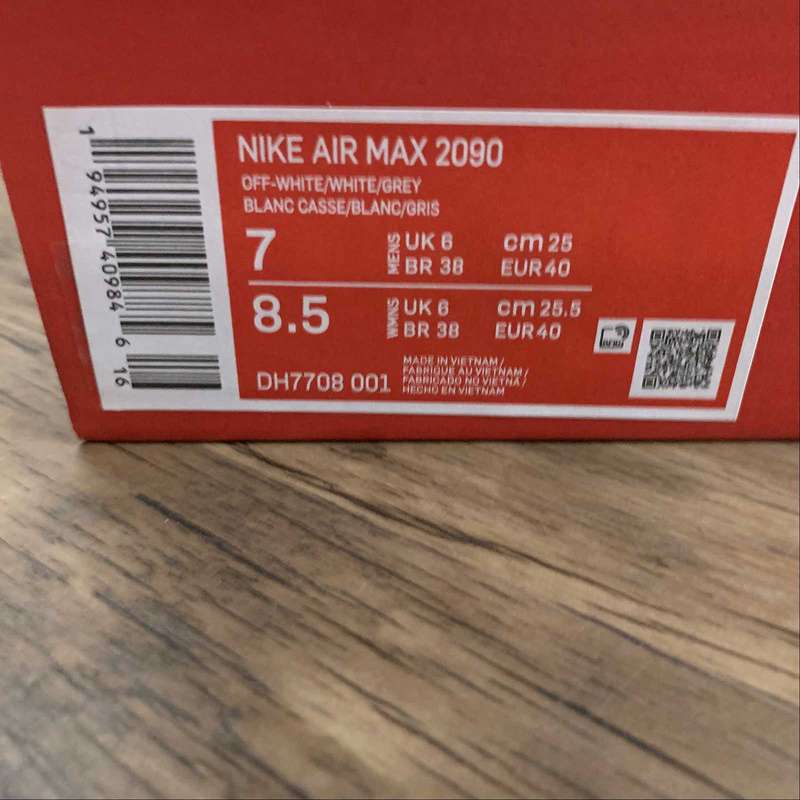 1 94957 40984 6 16
NIKE AIR MAX 2090
OFF-WHITE/WHITE/GREY
BLANC CASSE/BLANC/GRIS
7 MENS UK 6 cm 25
BR 38 EUR 40
8.5 WMNS UK 6 cm 25.5
BR 38 EUR 40
DH7708 001
MADE IN VIETNAM /
FABRIQUE AU VIETNAM /
FABRICADO NO VIETNÃ /
HECHO EN VIETNAM